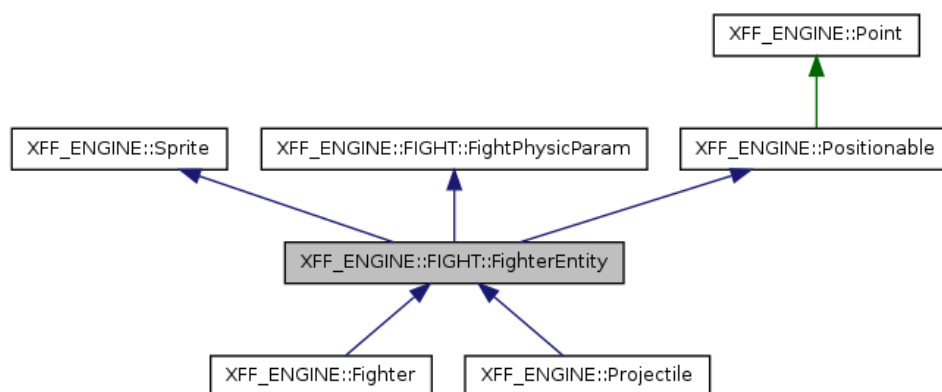 XFF_ENGINE::Point
XFF_ENGINE::Sprite
XFF_ENGINE::FIGHT::FightPhysicParam
XFF_ENGINE::Positionable
XFF_ENGINE::FIGHT::FighterEntity
XFF_ENGINE::Fighter
XFF_ENGINE::Projectile